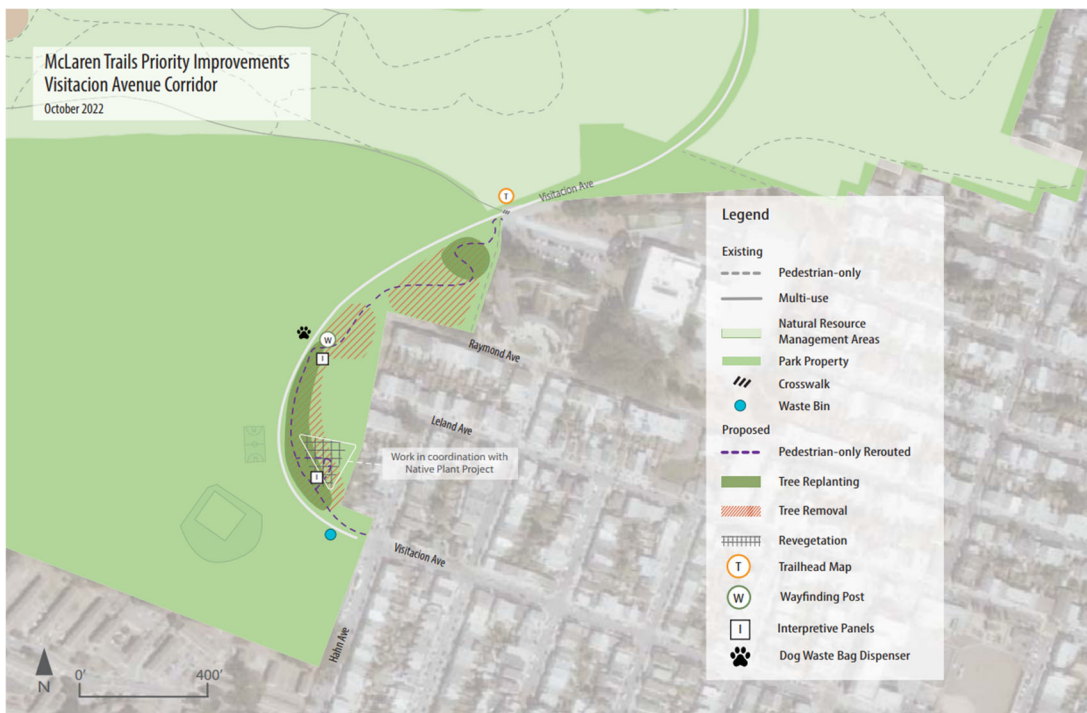 McLaren Trails Priority Improvements
Visitacion Avenue Corridor
October 2022
T
Visitacion Ave
W
I
Raymond Ave
Leland Ave
Work in coordination with
Native Plant Project
I
Visitacion Ave
Hahn Ave
N
0'
400'
Legend
Existing
Pedestrian-only
Multi-use
Natural Resource
Management Areas
Park Property
Crosswalk
Waste Bin
Proposed
Pedestrian-only Rerouted
Tree Replanting
Tree Removal
Revegetation
T Trailhead Map
W Wayfinding Post
I Interpretive Panels
Dog Waste Bag Dispenser